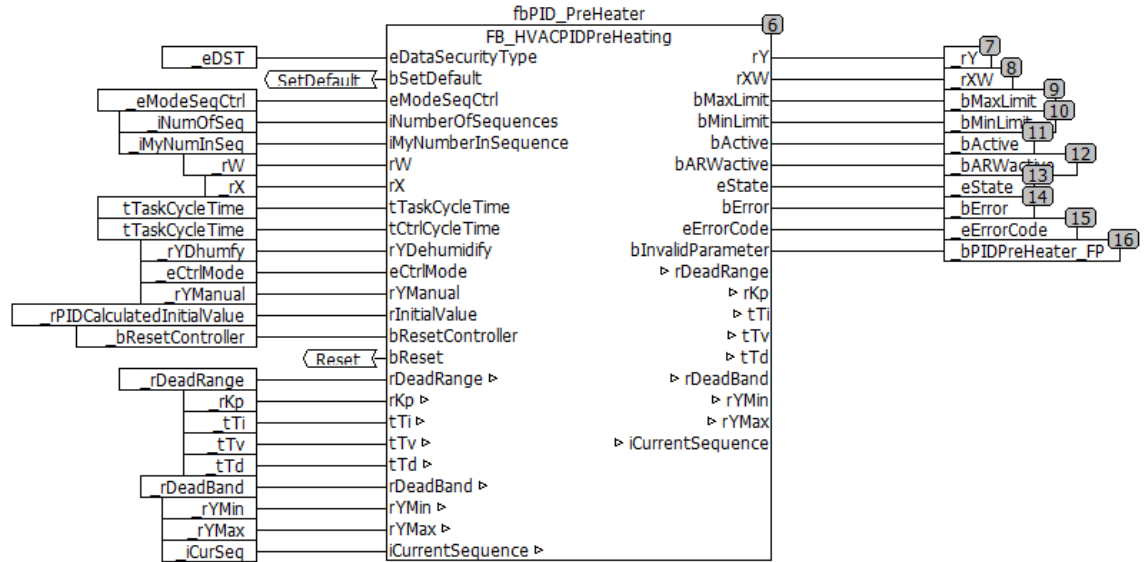 fbPID_PreHeater
6
FB_HVACPIDPreHeating
7
_eDST eDataSecurityType rY _rY
8
SetDefault bSetDefault rXW _rXW
9
_eModeSeqCtrl eModeSeqCtrl bMaxLimit _bMaxLimit
10
_iNumOfSeq iNumberOfSequences bMinLimit _bMinLimit
11
_iMyNumInSeq iMyNumberInSequence bActive _bActive
12
_rW rW bARWactive _bARWactive
13
_rX rX eState _eState
14
tTaskCycleTime tTaskCycleTime bError _bError
15
tTaskCycleTime tCtrlCycleTime eErrorCode _eErrorCode
16
_rYDhumfy rYDehumidify bInvalidParameter _bPIDPreHeater_FP
_eCtrlMode eCtrlMode rDeadRange
_rYManual rYManual rKp
_rPIDCalculatedInitialValue rInitialValue tTi
_bResetController bResetController tTv
Reset bReset tTd
_rDeadRange rDeadRange rDeadBand
_rKp rKp rYMin
_tTi tTi rYMax
_tTv tTv iCurrentSequence
_tTd tTd
_rDeadBand rDeadBand
_rYMin rYMin
_rYMax rYMax
_iCurSeq iCurrentSequence